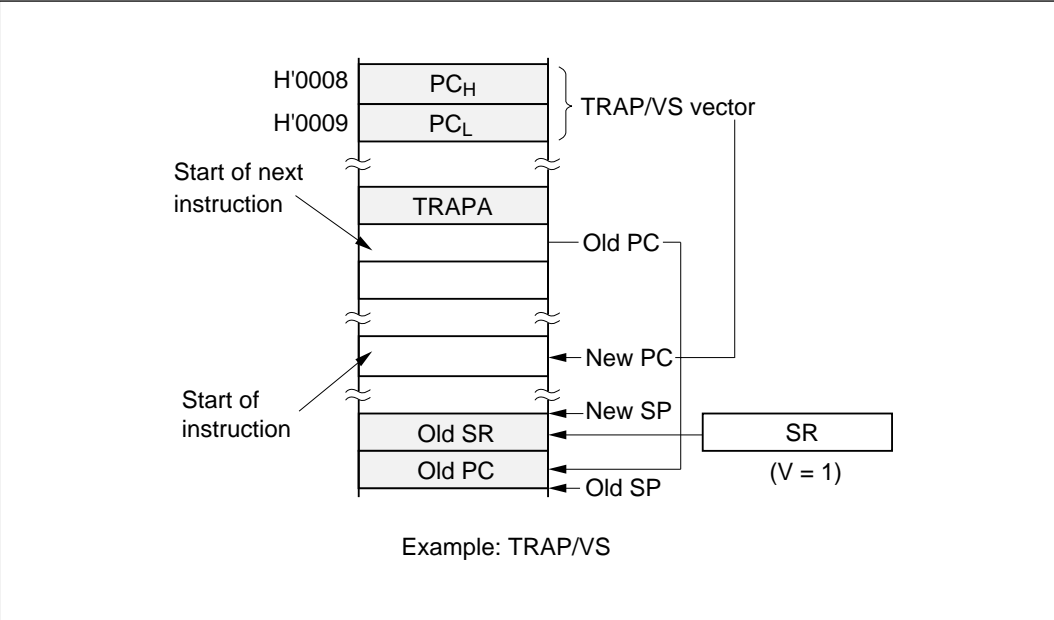 H'0008
PCH
H'0009
PCL
TRAP/VS vector
Start of next
instruction
TRAPA
Old PC
New PC
Start of
instruction
New SP
Old SR
SR
Old PC
(V = 1)
Old SP
Example: TRAP/VS